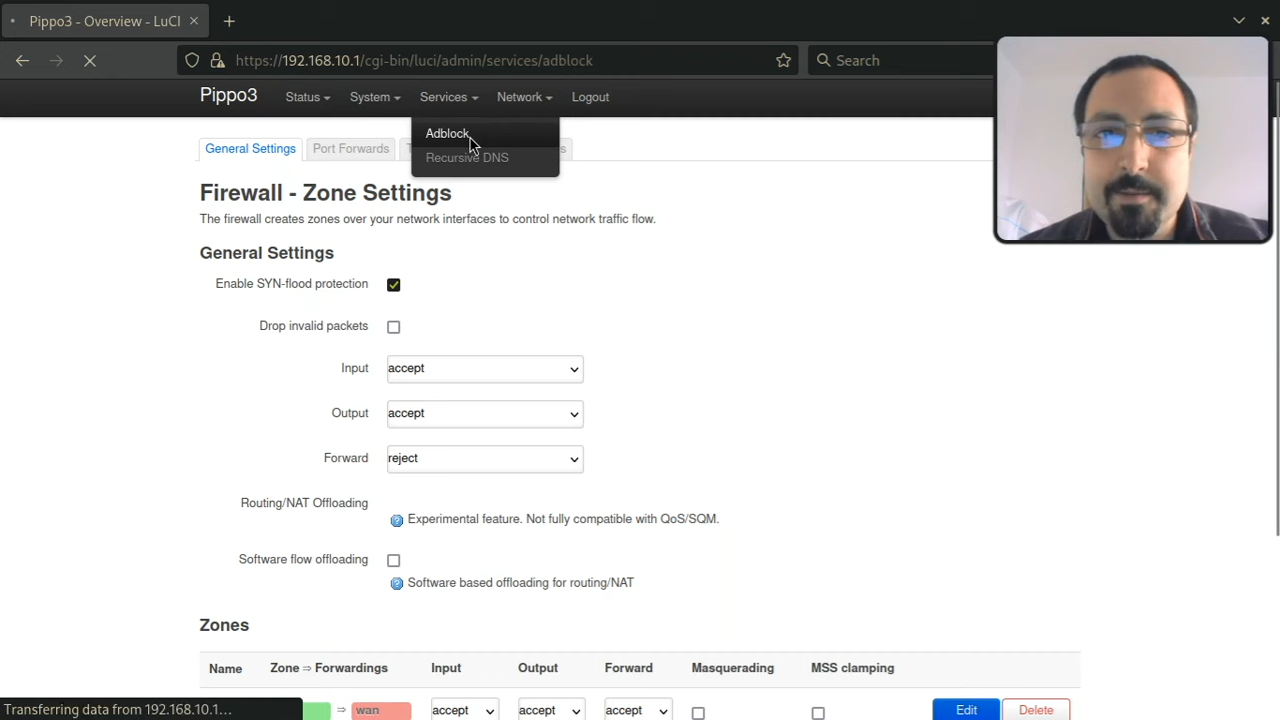 Pippo3 - Overview - LuCI
https://192.168.10.1/cgi-bin/luci/admin/services/adblock
Search
Pippo3
Status
System
Services
Network
Logout
Adblock
Recursive DNS
General Settings
Port Forwards
Firewall - Zone Settings
The firewall creates zones over your network interfaces to control network traffic flow.
General Settings
Enable SYN-flood protection
Drop invalid packets
Input
accept
Output
accept
Forward
reject
Routing/NAT Offloading
Experimental feature. Not fully compatible with QoS/SQM.
Software flow offloading
Software based offloading for routing/NAT
Zones
Name
Zone ⇒ Forwardings
Input
Output
Forward
Masquerading
MSS clamping
⇒ wan
accept
accept
accept
Edit
Delete
Transferring data from 192.168.10.1…